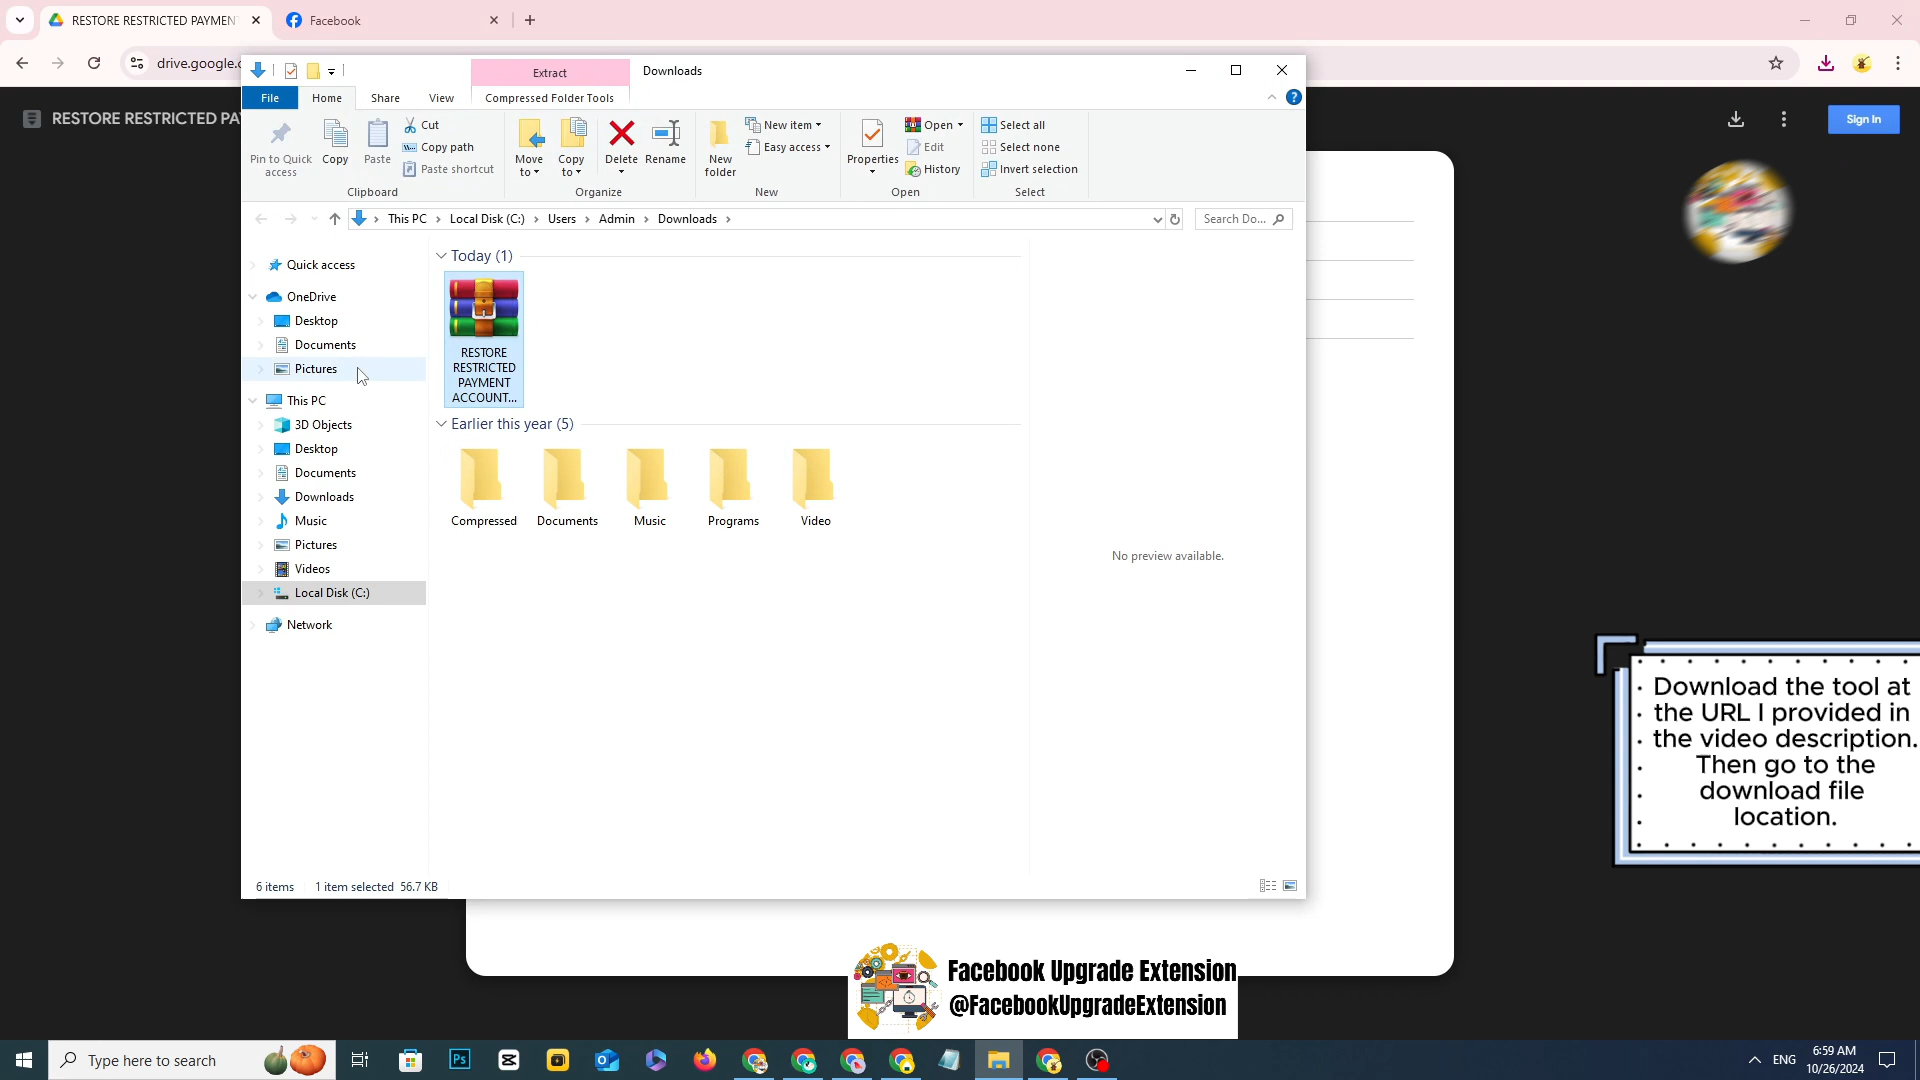 RESTORE RESTRICTED PAYMEN
Facebook
drive.google.c
RESTORE RESTRICTED PAY
Sign In
Extract
Downloads
File
Home
Share
View
Compressed Folder Tools
Pin to Quick access
Copy
Paste
Cut
Copy path
Paste shortcut
Clipboard
Move to
Copy to
Delete
Rename
Organize
New folder
New item
Easy access
New
Properties
Open
Edit
History
Open
Select all
Select none
Invert selection
Select
This PC
Local Disk (C:)
Users
Admin
Downloads
Search Do...
Quick access
OneDrive
Desktop
Documents
Pictures
This PC
3D Objects
Desktop
Documents
Downloads
Music
Pictures
Videos
Local Disk (C:)
Network
Today (1)
RESTORE
RESTRICTED
PAYMENT
ACCOUNT...
Earlier this year (5)
Compressed
Documents
Music
Programs
Video
No preview available.
6 items
1 item selected 56.7 KB
Download the tool at
the URL I provided in
the video description.
Then go to the
download file
location.
Facebook Upgrade Extension
@FacebookUpgradeExtension
Type here to search
Ps
ENG
6:59 AM
10/26/2024